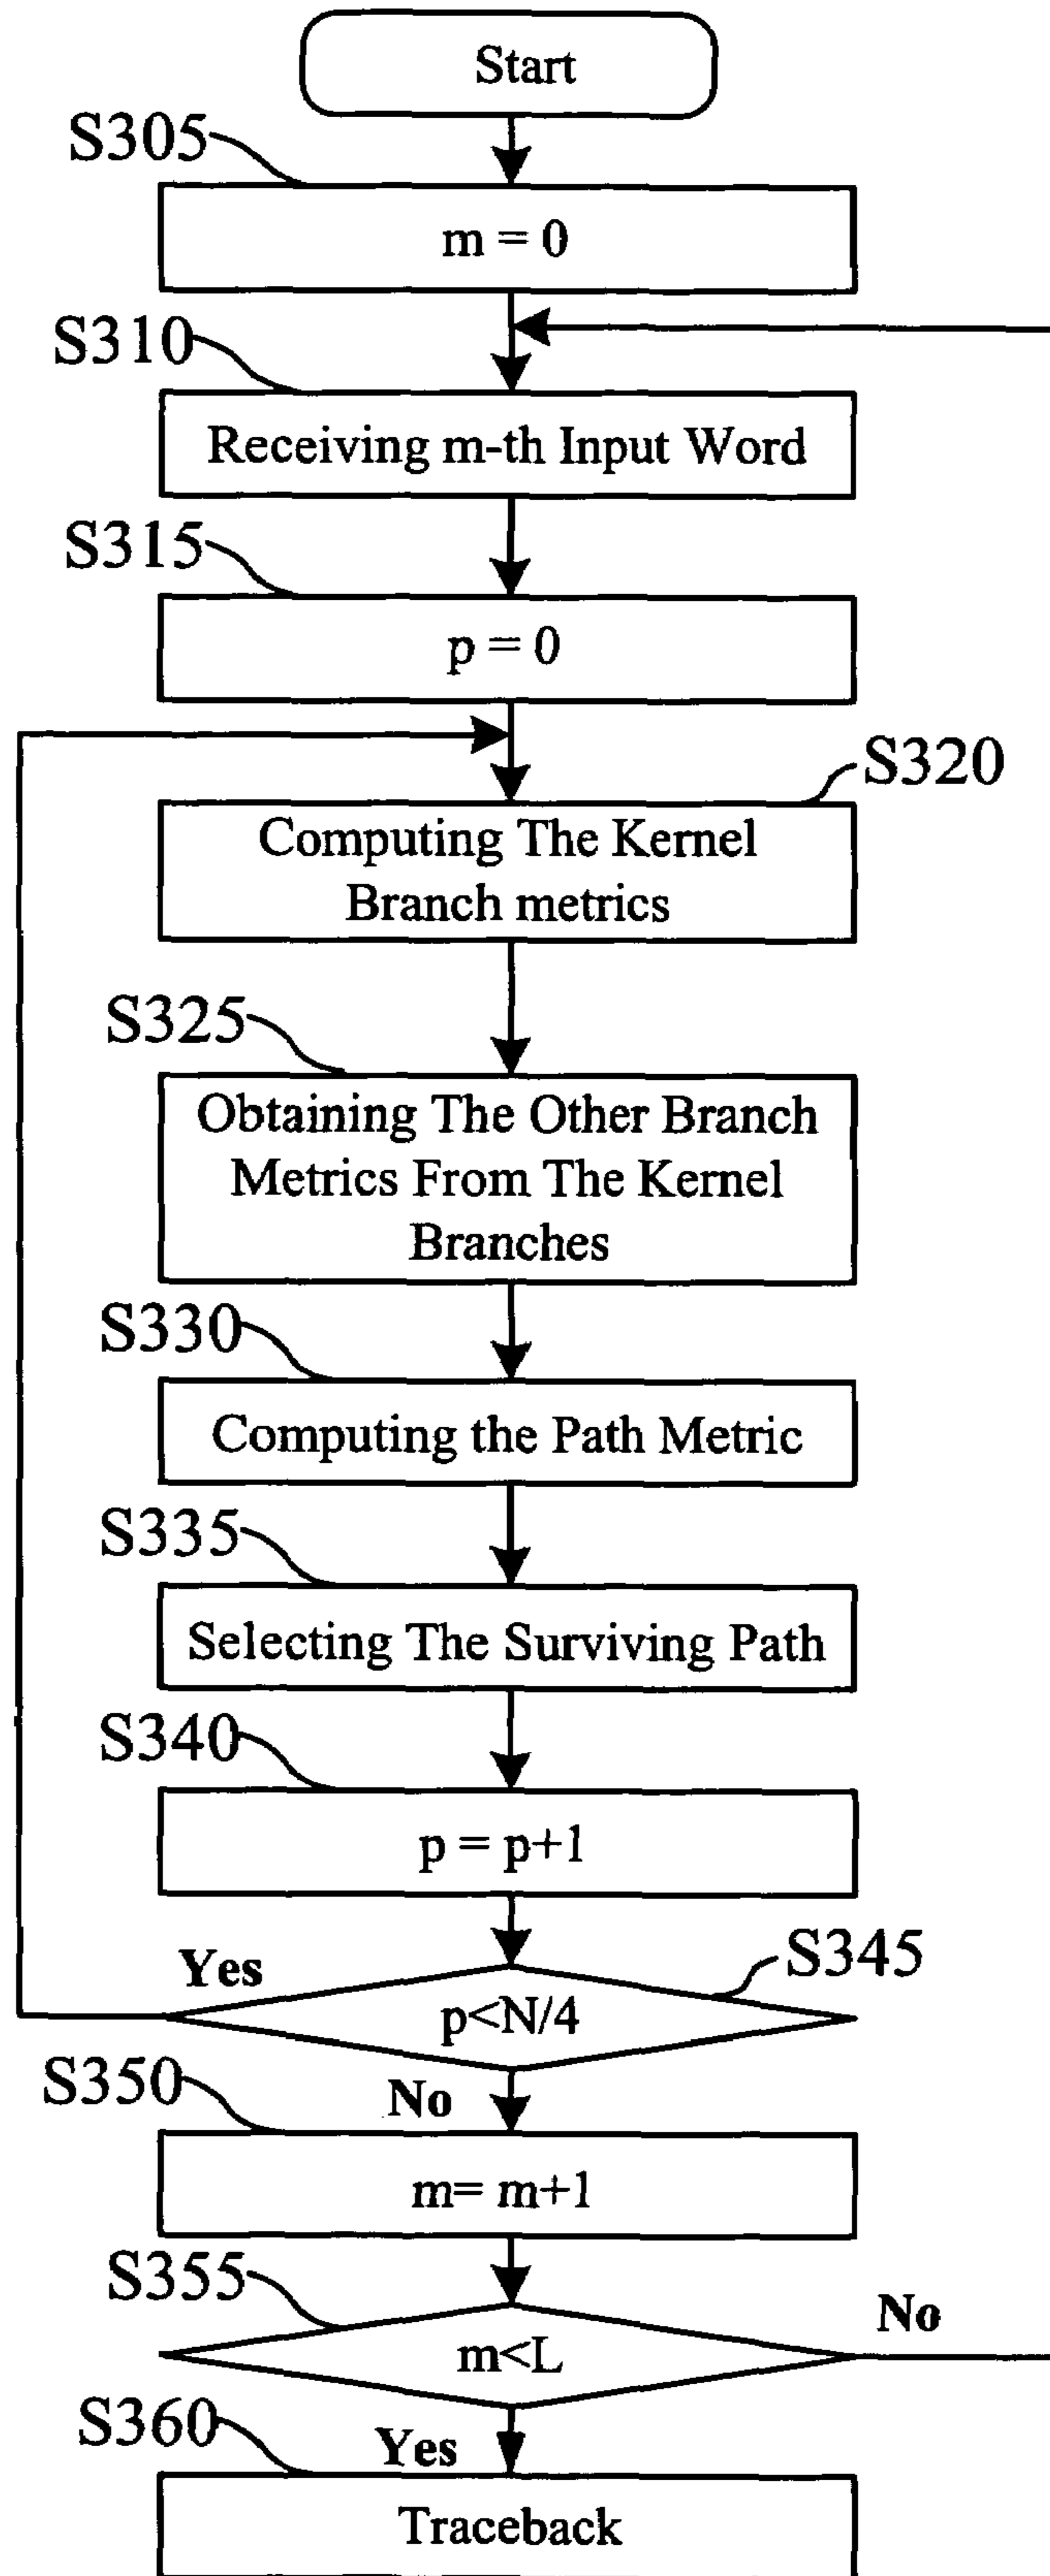 Start
S305
m = 0
S310
Receiving m-th Input Word
S315
p = 0
S320
Computing The Kernel
Branch metrics
S325
Obtaining The Other Branch
Metrics From The Kernel
Branches
S330
Computing the Path Metric
S335
Selecting The Surviving Path
S340
p = p+1
Yes
S345
p<N/4
S350
No
m= m+1
S355
No
m<L
S360
Yes
Traceback